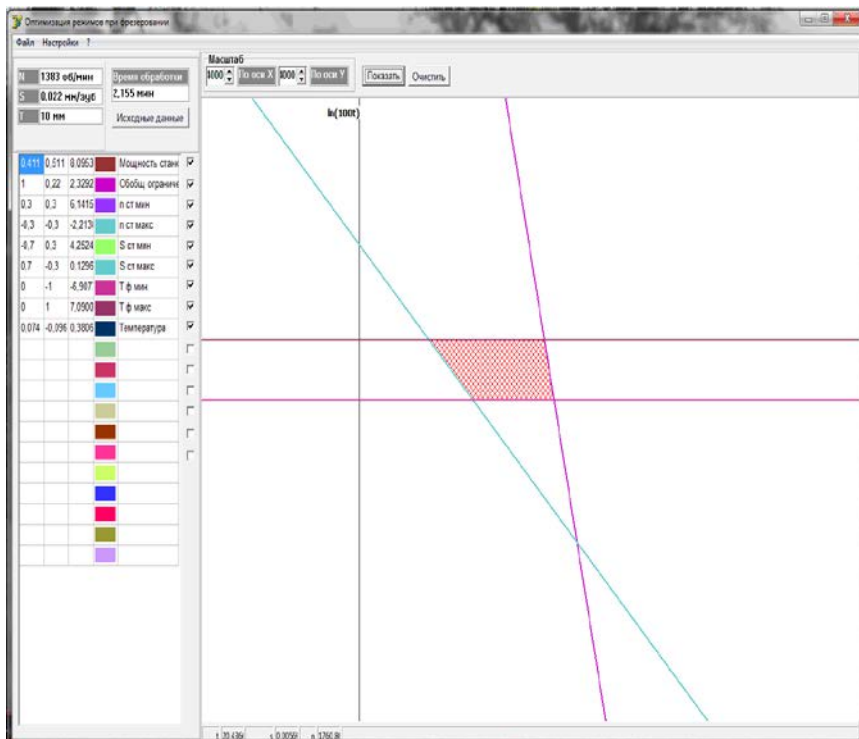 Оптимизация режимов при фрезеровании
Файл Настройки ?
N 1383 об/мин
S 0,022 мм/зуб
T 10 мм
Время обработки
2,155 мин
Исходные данные
Масштаб
1000 По оси X 1000 По оси Y Показать Очистить
0,411 0,511 8,0953 Мощность станк
1 0,22 2,3292 Обобщ ограниче
0,3 0,3 6,1415 n ст мин
-0,3 -0,3 n ст макс
-0,7 0,3 4,2524 S ст мин
0,7 -0,3 0,1296 S ст макс
0 -1 -6,907 T ф мин
0 1 7,0900 T ф макс
0,074 -0,096 0,3806 Температура
ln(100t)